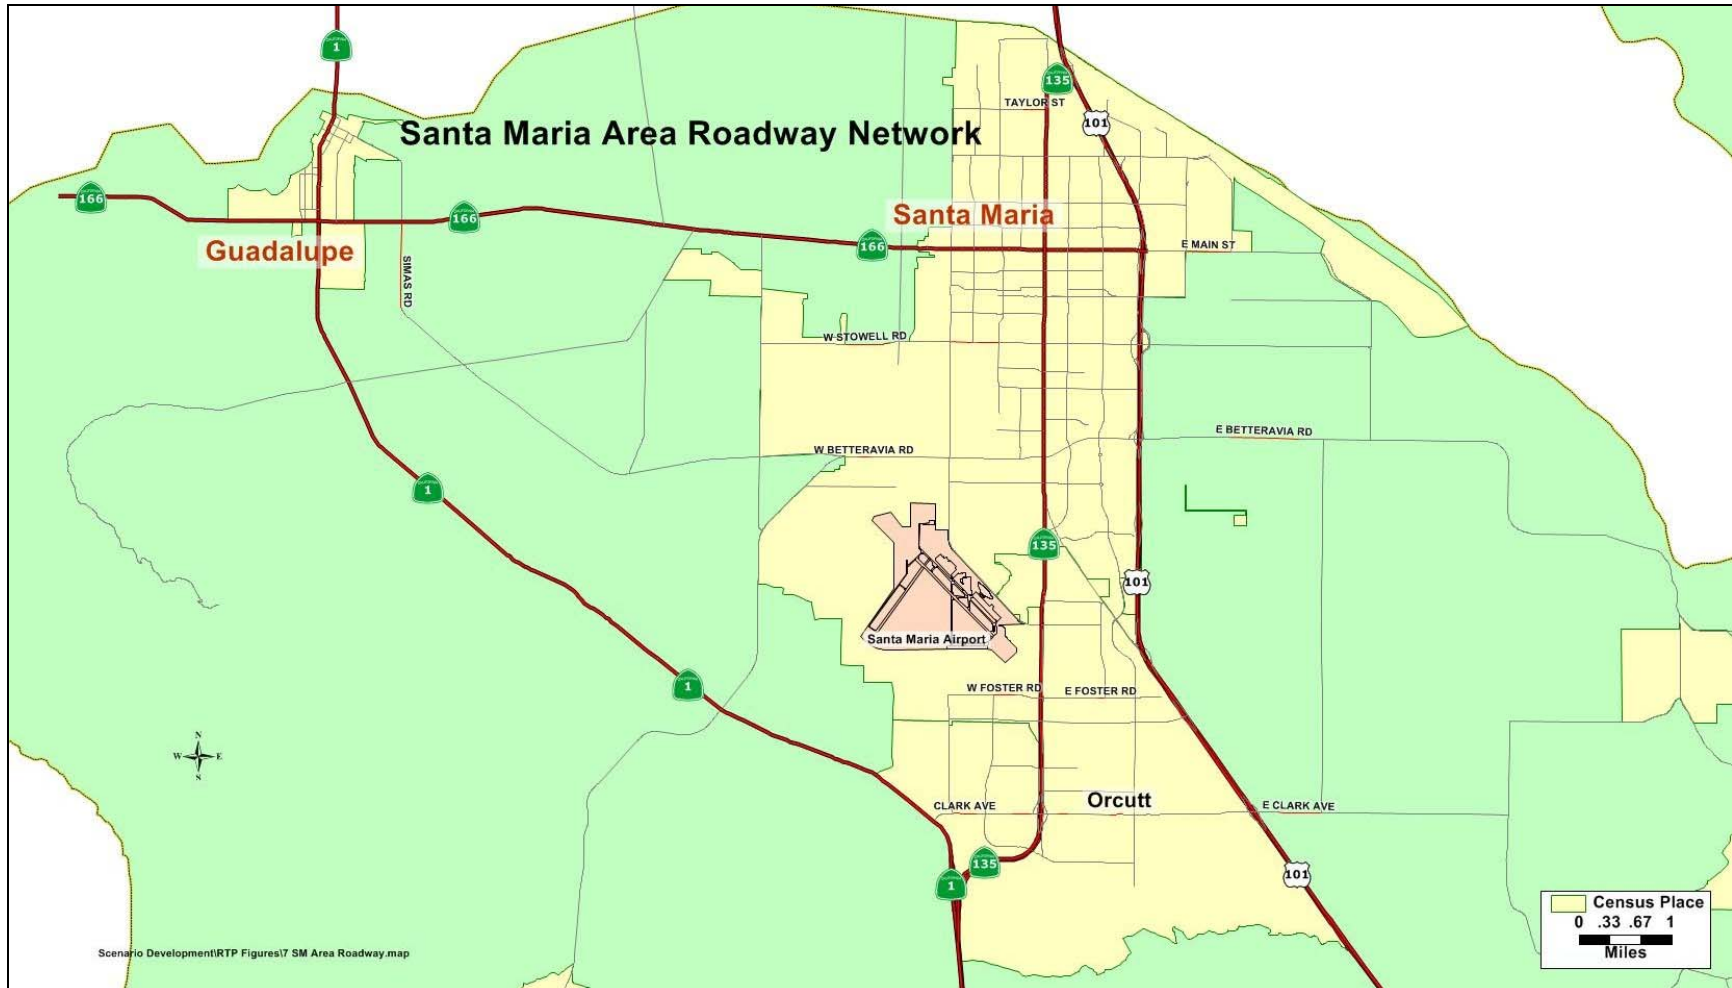 1
135
TAYLOR ST
101
Santa Maria Area Roadway Network
166
166
Santa Maria
166
E MAIN ST
Guadalupe
SIMAS RD
W STOWELL RD
E BETTERAVIA RD
W BETTERAVIA RD
1
135
101
Santa Maria Airport
1
W FOSTER RD
E FOSTER RD
N
W E
S
Orcutt
CLARK AVE
E CLARK AVE
135
1
101
Census Place
0 .33 .67 1
Miles
Scenario Development\RTP Figures\7 SM Area Roadway.map